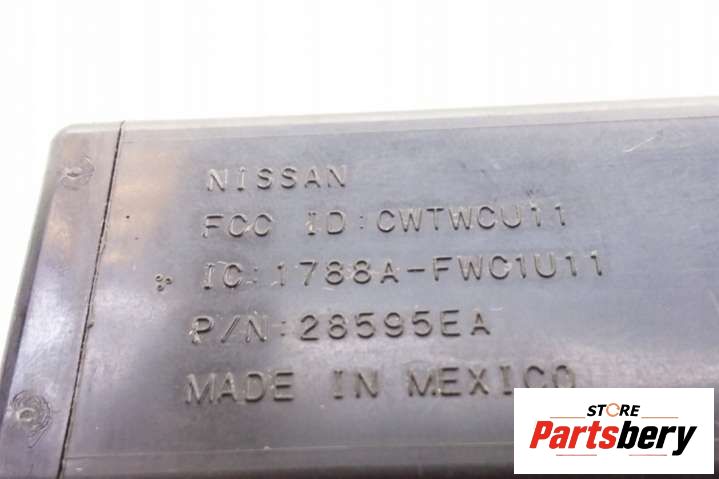 NISSAN
FCC ID:CWTWCU11
IC:1788A-FWC1U11
P/N:28595EA
MADE IN MEXICO
STORE
Partsbery